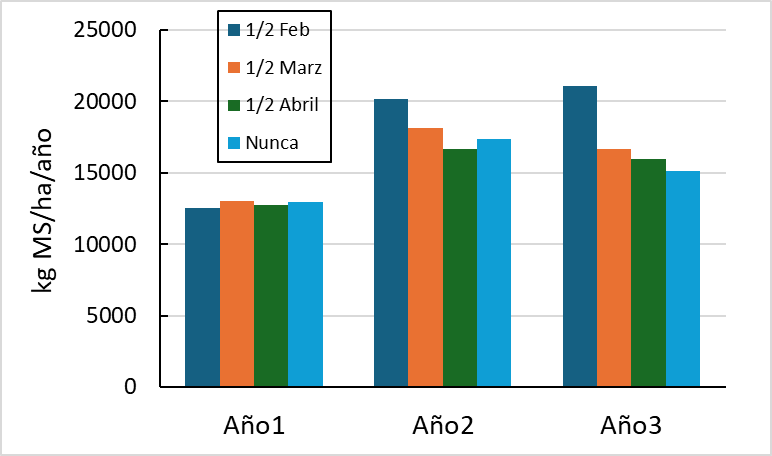 25000
20000
15000
10000
5000
0
kg MS/ha/año
1/2 Feb
1/2 Marz
1/2 Abril
Nunca
Año1
Año2
Año3